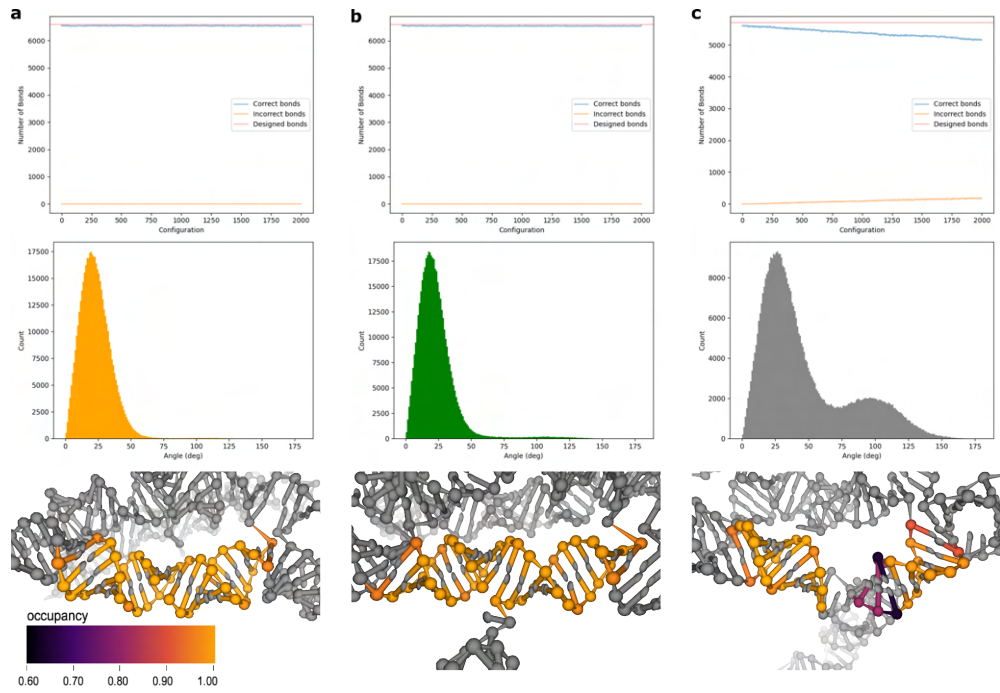 a
6000
5000
4000
3000
2000
1000
0
Number of Bonds
Correct bonds
Incorrect bonds
Designed bonds
0 250 500 750 1000 1250 1500 1750 2000
Configuration
b
6000
5000
4000
3000
2000
1000
0
Number of Bonds
Correct bonds
Incorrect bonds
Designed bonds
0 250 500 750 1000 1250 1500 1750 2000
Configuration
c
5000
4000
3000
2000
1000
0
Number of Bonds
Correct bonds
Incorrect bonds
Designed bonds
0 250 500 750 1000 1250 1500 1750 2000
Configuration
17500
15000
12500
10000
7500
5000
2500
0
Count
0 25 50 75 100 125 150 175
Angle (deg)
17500
15000
12500
10000
7500
5000
2500
0
Count
0 25 50 75 100 125 150 175
Angle (deg)
8000
6000
4000
2000
0
Count
0 25 50 75 100 125 150 175
Angle (deg)
occupancy
0.60 0.70 0.80 0.90 1.00